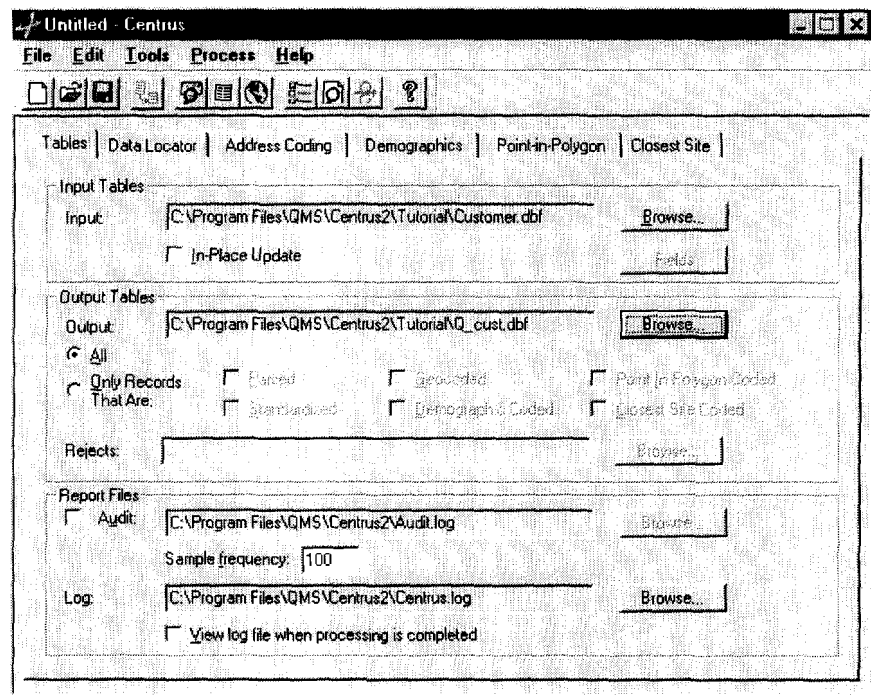 Untitled - Centrus
File Edit Tools Process Help
Tables Data Locator Address Coding Demographics Point-in-Polygon Closest Site
Input Tables
Input: C:\Program Files\QMS\Centrus2\Tutorial\Customer.dbf Browse...
In-Place Update Fields
Output Tables
Output: C:\Program Files\QMS\Centrus2\Tutorial\Q_cust.dbf Browse...
All
Only Records That Are: Parsed Geocoded Point In Polygon Coded
Standardized Demographic Coded Closest Site Coded
Rejects: Browse...
Report Files
Audit: C:\Program Files\QMS\Centrus2\Audit.log Browse...
Sample frequency: 100
Log: C:\Program Files\QMS\Centrus2\Centrus.log Browse...
View log file when processing is completed